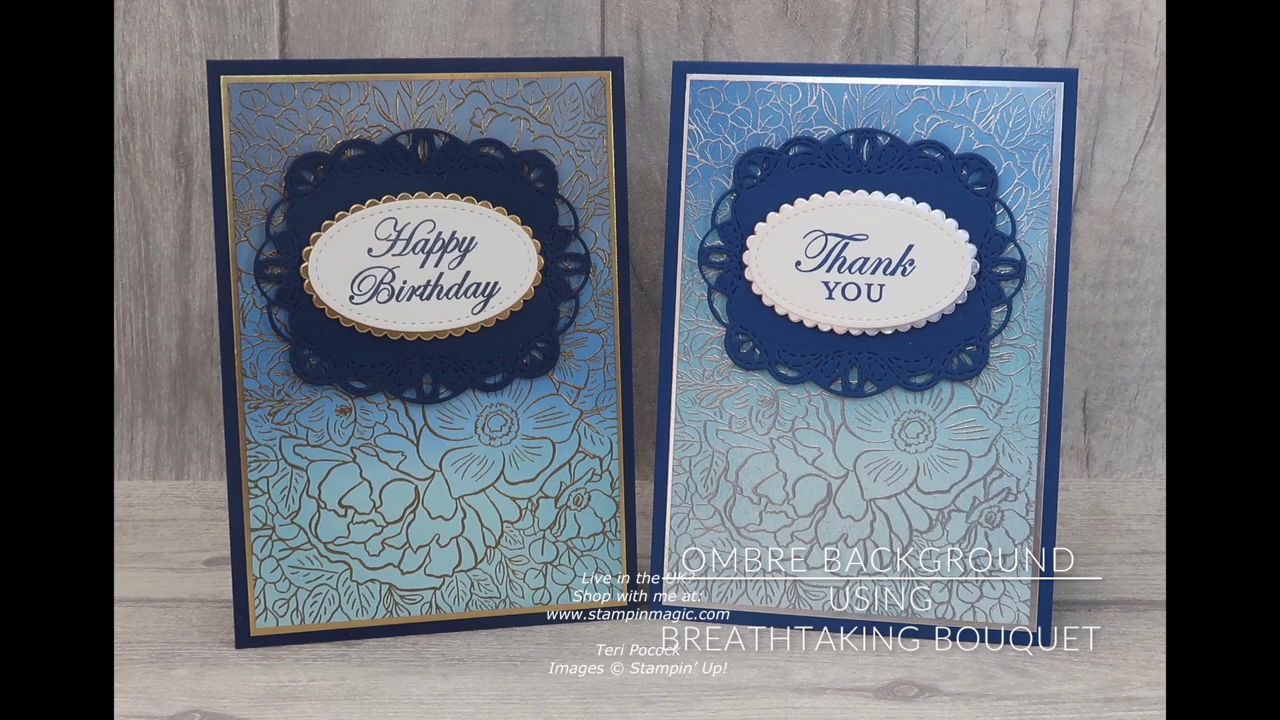 Happy
Birthday
Thank
YOU
OMBRE BACKGROUND
USING
BREATHTAKING BOUQUET
Live in the UK?
Shop with me at:
www.stampinmagic.com
Teri Pocock
Images © Stampin’ Up!